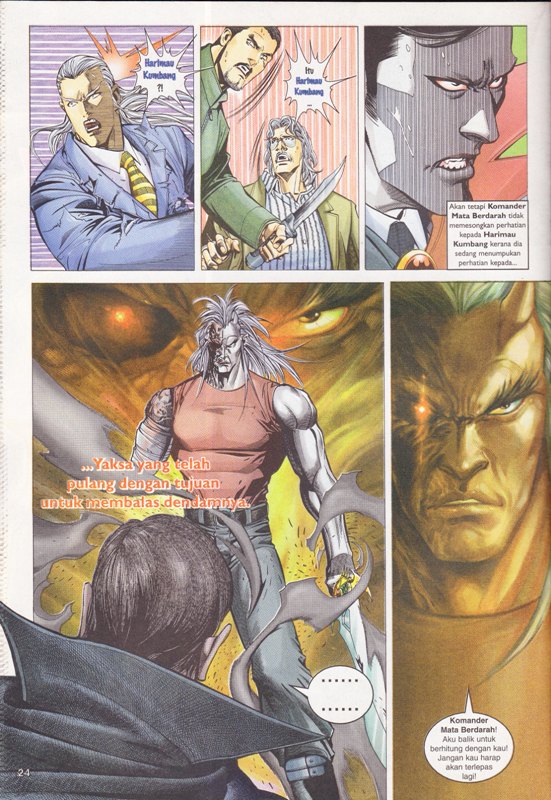 Harimau
Kumbang
?!
Itu
Harimau
Kumbang
...
Akan tetapi Komander
Mata Berdarah tidak
memesongkan perhatian
kepada Harimau
Kumbang kerana dia
sedang menumpukan
perhatian kepada...
...Yaksa yang telah
pulang dengan tujuan
untuk membalas dendamnya.
......
......
Komander
Mata Berdarah!
Aku balik untuk
berhitung dengan kau!
Jangan kau harap
akan terlepas
lagi!
24